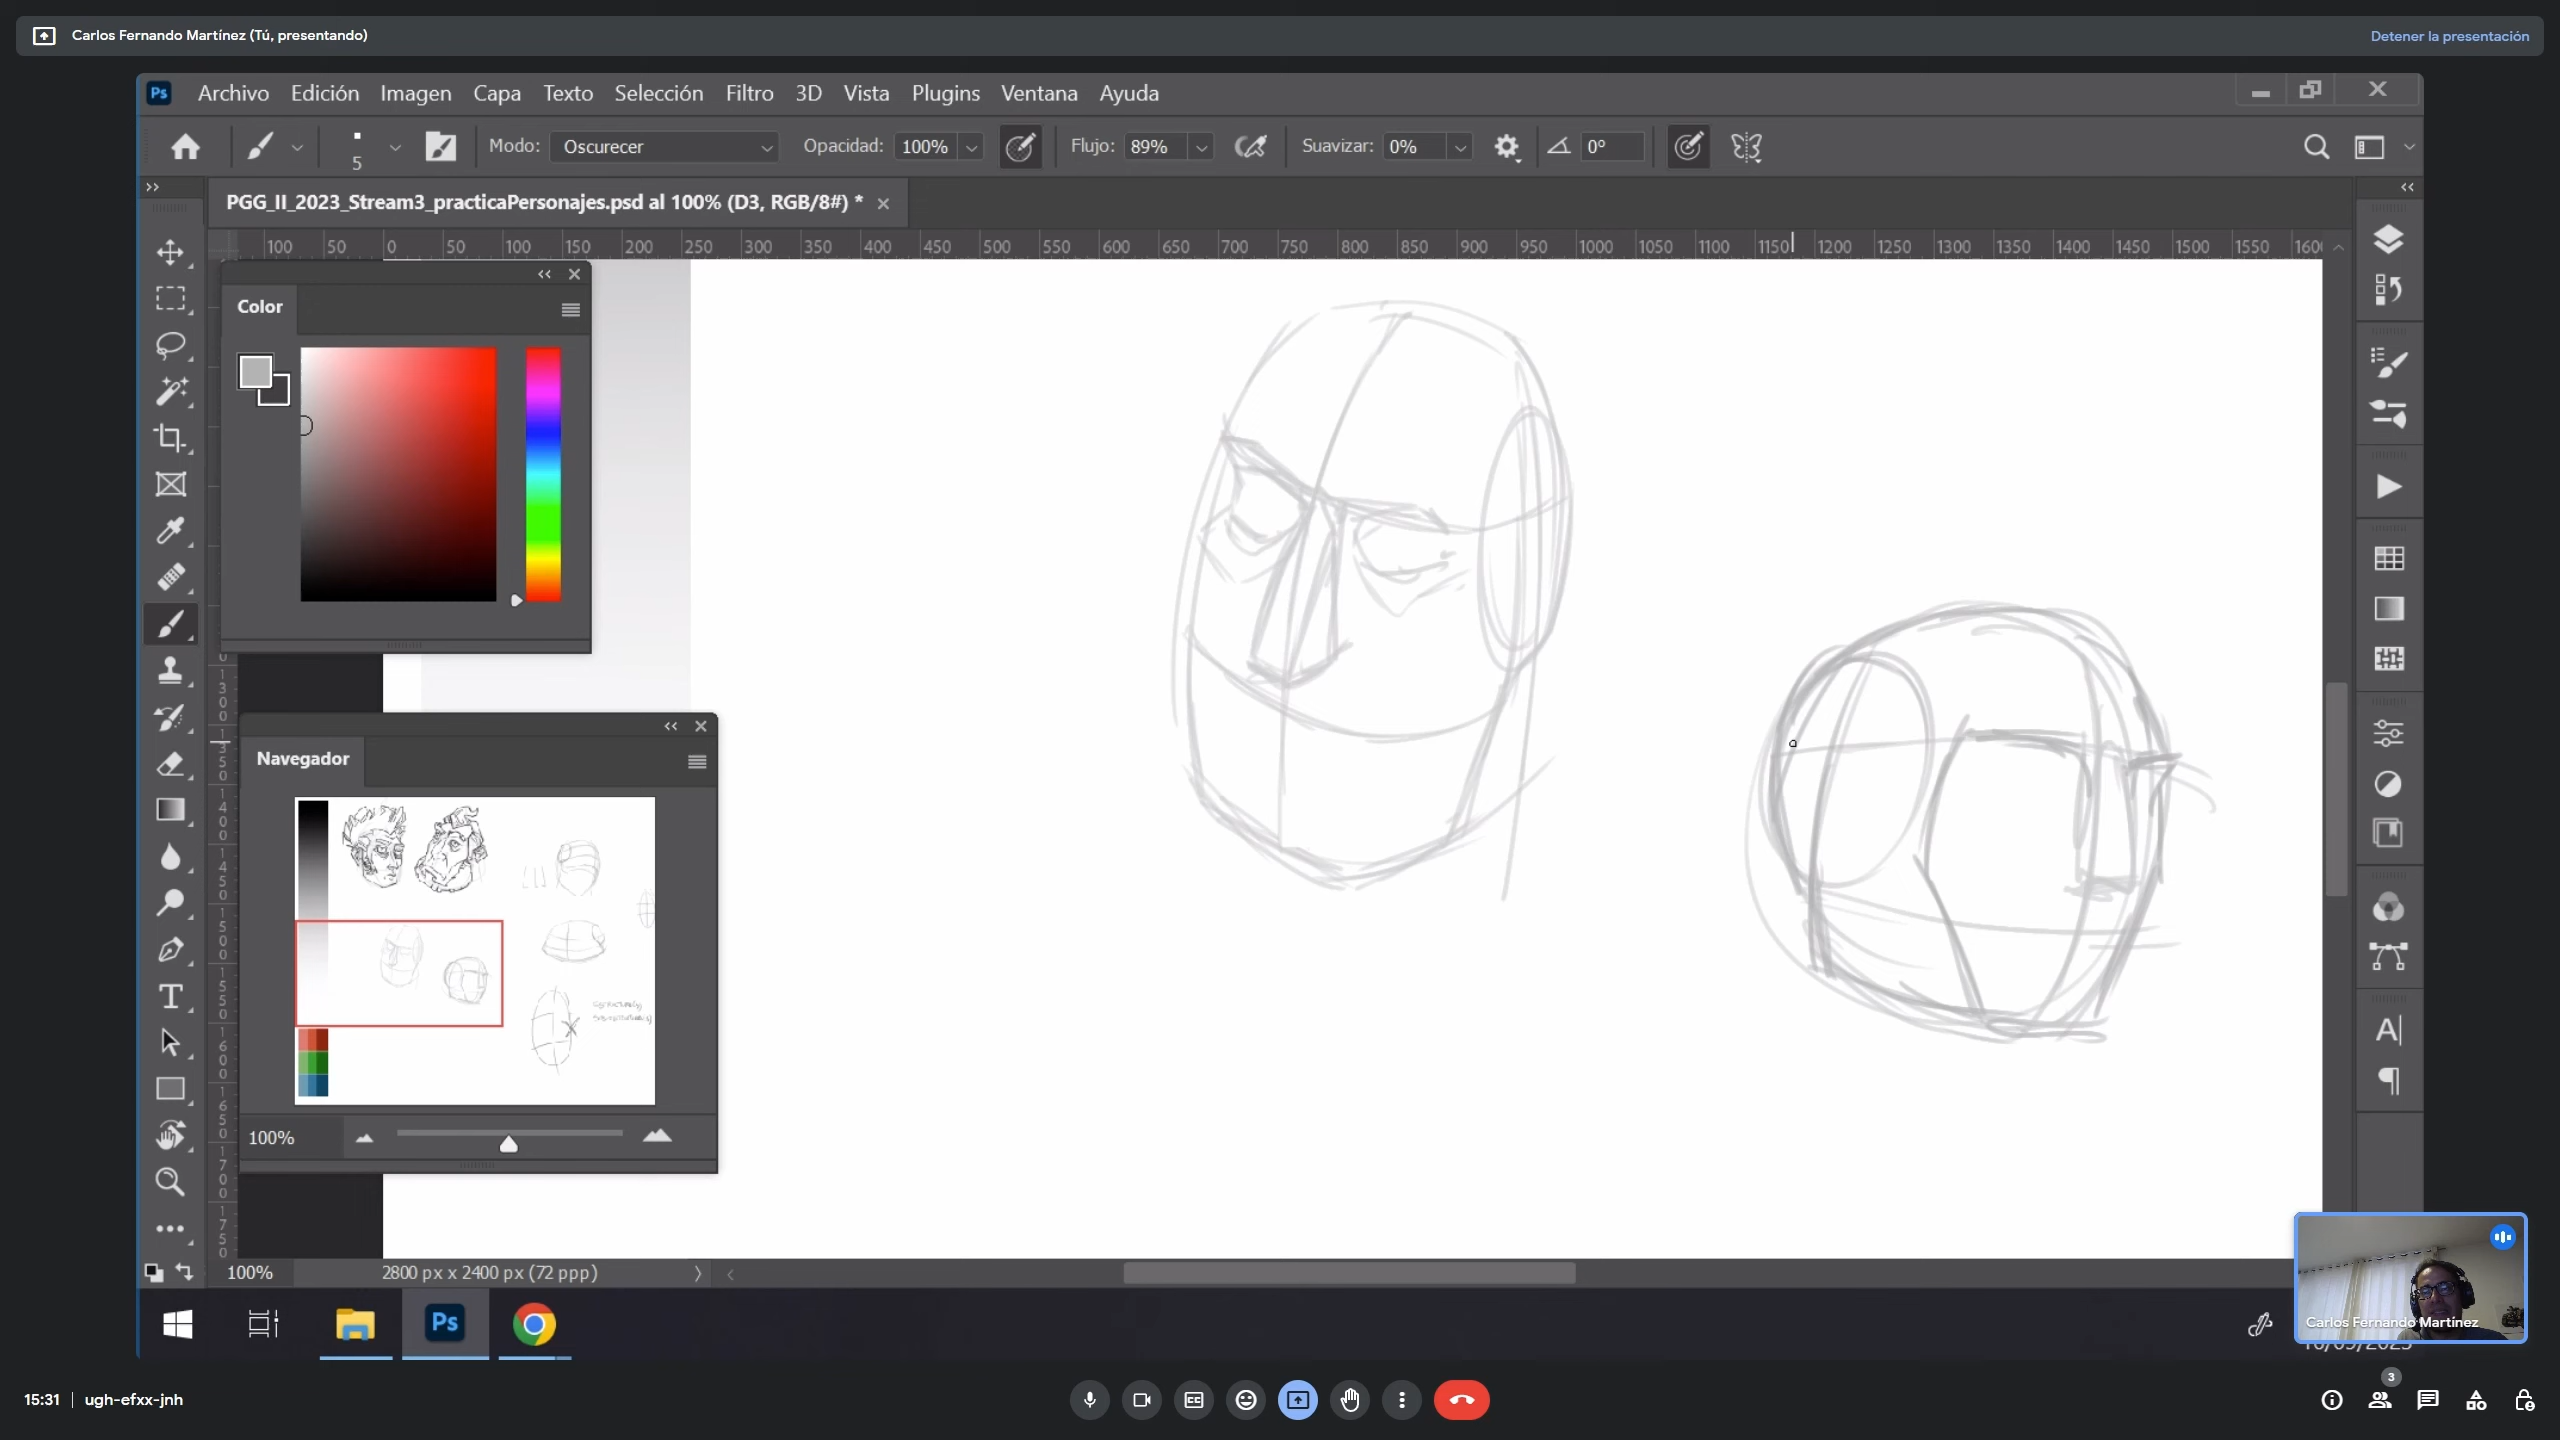 Carlos Fernando Martínez (Tú, presentando)
Detener la presentación
Ps Archivo Edición Imagen Capa Texto Selección Filtro 3D Vista Plugins Ventana Ayuda
5 Modo: Oscurecer Opacidad: 100% Flujo: 89% Suavizar: 0% 0°
PGG_II_2023_Stream3_practicaPersonajes.psd al 100% (D3, RGB/8#) *
100 50 0 50 100 150 200 250 300 350 400 450 500 550 600 650 700 750 800 850 900 950 1000 1050 1100 1150 1200 1250 1300 1350 1400 1450 1500 1550
Color
Navegador
100%
100% 2800 px x 2400 px (72 ppp)
Ps
Carlos Fernando Martínez
15:31 ugh-efxx-jnh
3